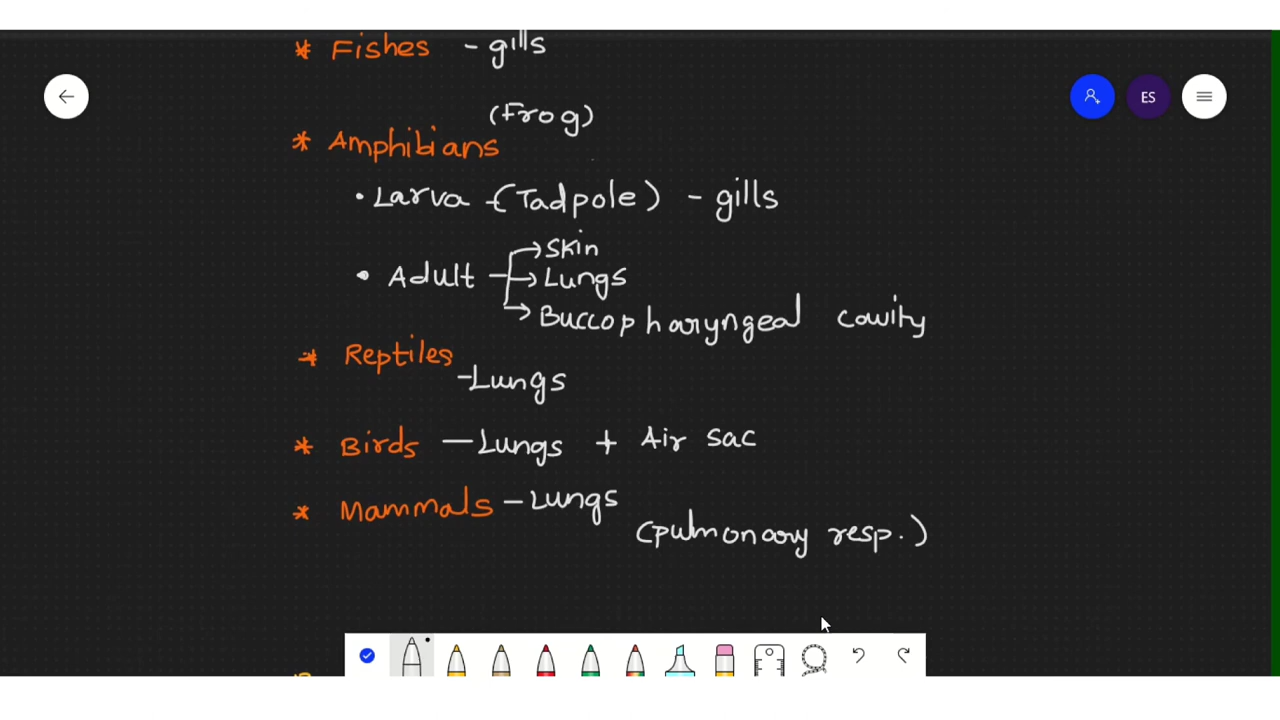 * Fishes - gills
(Frog)
* Amphibians
• Larva - (Tadpole) - gills
• Adult → Skin
→ Lungs
→ Buccopharyngeal cavity
* Reptiles
- Lungs
* Birds — Lungs + Air sac
* Mammals - Lungs
(pulmonary resp.)
ES